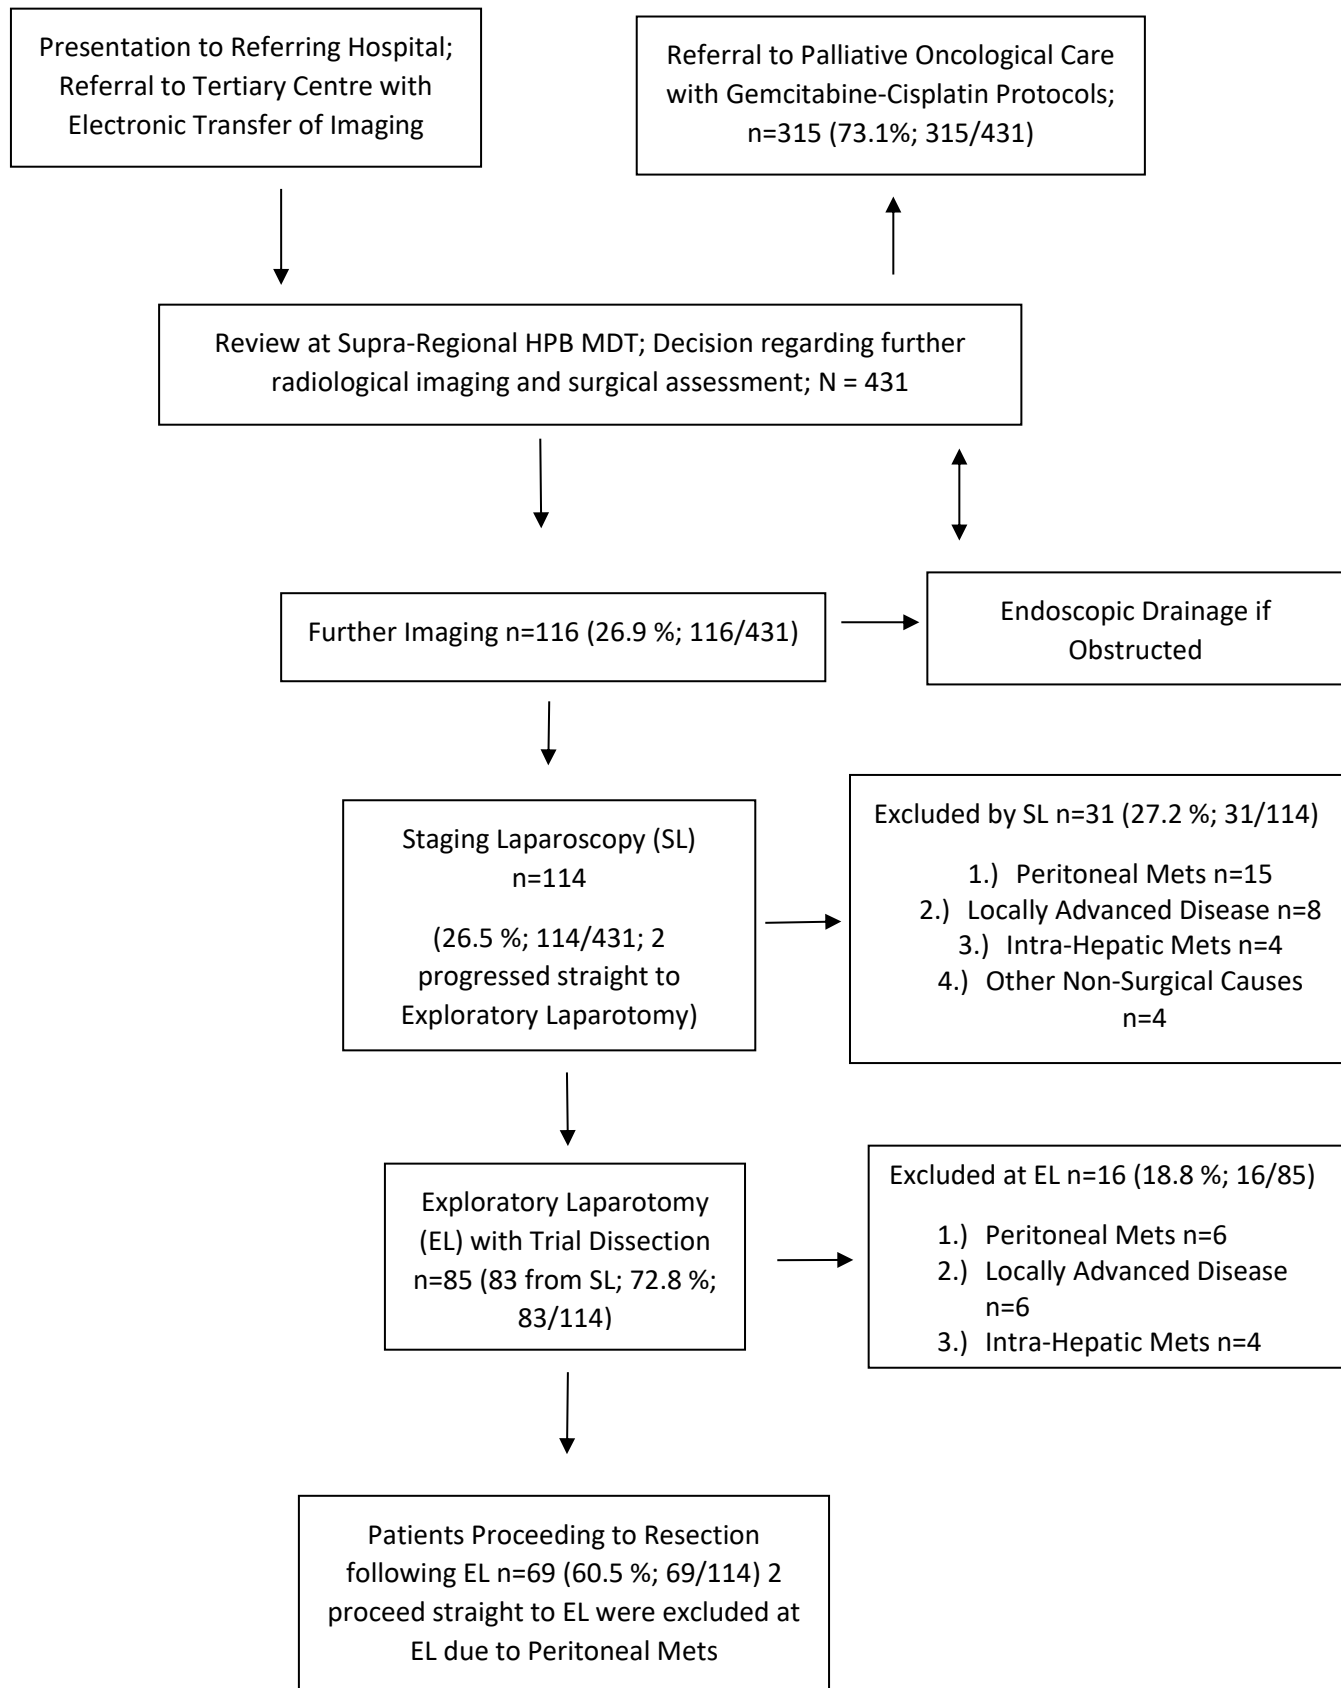 Presentation to Referring Hospital;
Referral to Tertiary Centre with
Electronic Transfer of Imaging
Referral to Palliative Oncological Care
with Gemcitabine-Cisplatin Protocols;
n=315 (73.1%; 315/431)
Review at Supra-Regional HPB MDT; Decision regarding further
radiological imaging and surgical assessment; N = 431
Further Imaging n=116 (26.9 %; 116/431)
Endoscopic Drainage if
Obstructed
Staging Laparoscopy (SL)
n=114
(26.5 %; 114/431; 2
progressed straight to
Exploratory Laparotomy)
Excluded by SL n=31 (27.2 %; 31/114)
1.) Peritoneal Mets n=15
2.) Locally Advanced Disease n=8
3.) Intra-Hepatic Mets n=4
4.) Other Non-Surgical Causes
n=4
Exploratory Laparotomy
(EL) with Trial Dissection
n=85 (83 from SL; 72.8 %;
83/114)
Excluded at EL n=16 (18.8 %; 16/85)
1.) Peritoneal Mets n=6
2.) Locally Advanced Disease
n=6
3.) Intra-Hepatic Mets n=4
Patients Proceeding to Resection
following EL n=69 (60.5 %; 69/114) 2
proceed straight to EL were excluded at
EL due to Peritoneal Mets